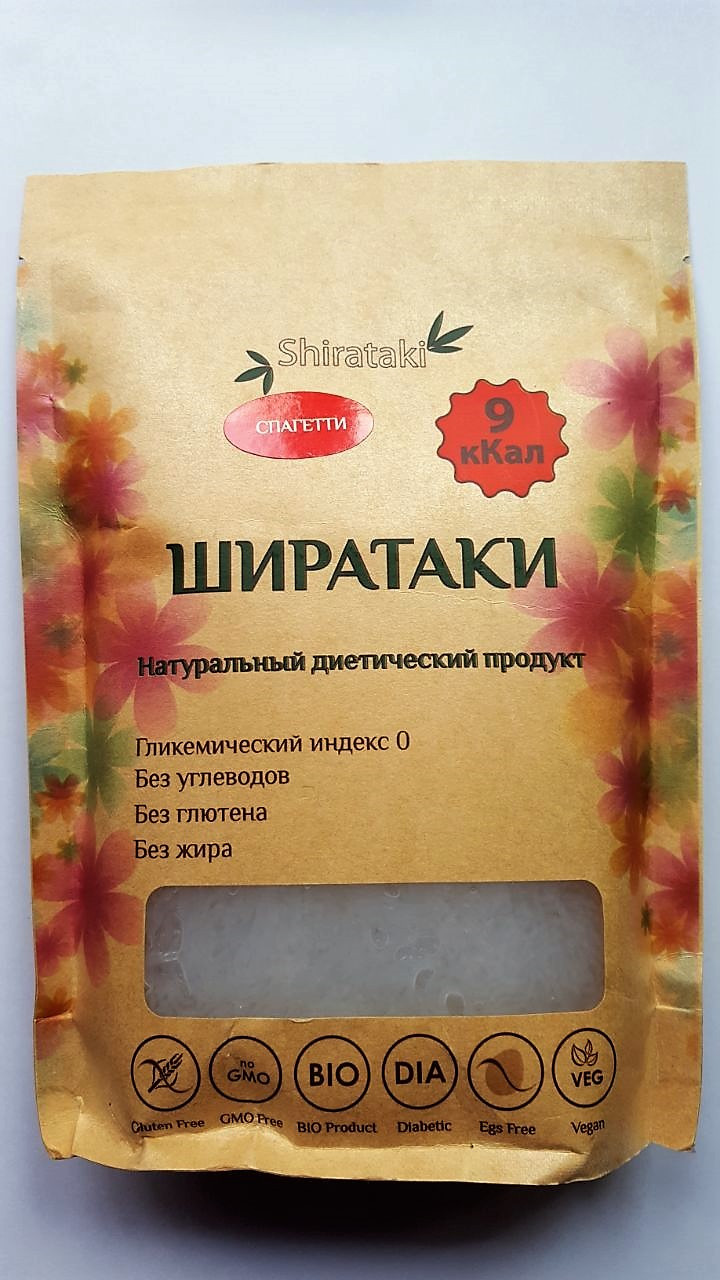 Shirataki
СПАГЕТТИ
9
кКал
ШИРАТАКИ
Натуральный диетический продукт
Гликемический индекс 0
Без углеводов
Без глютена
Без жира
no
GMO
BIO
DIA
VEG
Gluten Free
GMO Free
BIO Product
Diabetic
Egs Free
Vegan